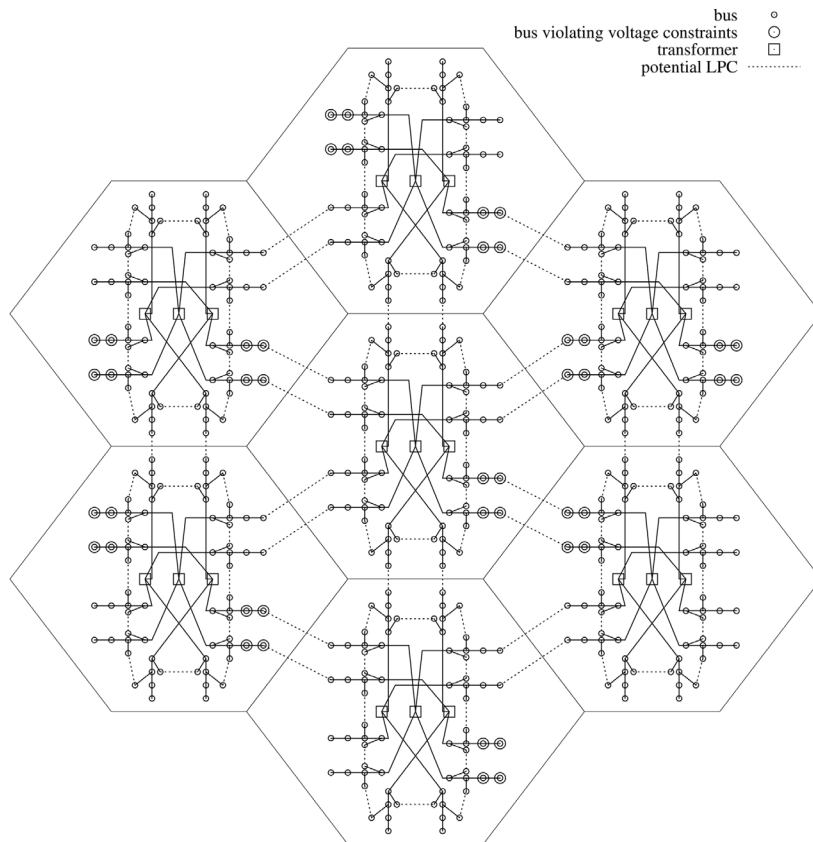 bus
bus violating voltage constraints
transformer
potential LPC